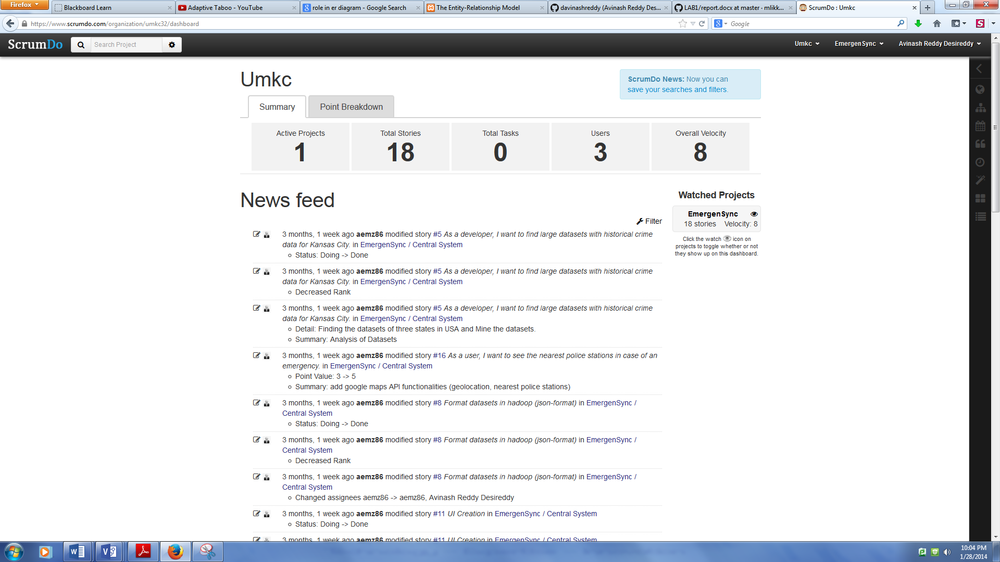 Firefox
Blackboard Learn
Adaptive Taboo - YouTube
role in er diagram - Google Search
The Entity-Relationship Model
davinashreddy (Avinash Reddy Des...
LAB1/report.docx at master · mlikk...
ScrumDo : Umkc
https://www.scrumdo.com/organization/umkc32/dashboard
Google
ScrumDo
Search Project
Umkc
EmergenSync
Avinash Reddy Desireddy
Umkc
ScrumDo News: Now you can
save your searches and filters.
Summary
Point Breakdown
Active Projects
1
Total Stories
18
Total Tasks
0
Users
3
Overall Velocity
8
News feed
Filter
3 months, 1 week ago aemz86 modified story #5 As a developer, I want to find large datasets with historical crime
data for Kansas City. in EmergenSync / Central System
Status: Doing -> Done
3 months, 1 week ago aemz86 modified story #5 As a developer, I want to find large datasets with historical crime
data for Kansas City. in EmergenSync / Central System
Decreased Rank
3 months, 1 week ago aemz86 modified story #5 As a developer, I want to find large datasets with historical crime
data for Kansas City. in EmergenSync / Central System
Detail: Finding the datasets of three states in USA and Mine the datasets.
Summary: Analysis of Datasets
3 months, 1 week ago aemz86 modified story #16 As a user, I want to see the nearest police stations in case of an
emergency. in EmergenSync / Central System
Point Value: 3 -> 5
Summary: add google maps API functionalities (geolocation, nearest police stations)
3 months, 1 week ago aemz86 modified story #8 Format datasets in hadoop (json-format) in EmergenSync /
Central System
Status: Doing -> Done
3 months, 1 week ago aemz86 modified story #8 Format datasets in hadoop (json-format) in EmergenSync /
Central System
Decreased Rank
3 months, 1 week ago aemz86 modified story #8 Format datasets in hadoop (json-format) in EmergenSync /
Central System
Changed assignees aemz86 -> aemz86, Avinash Reddy Desireddy
3 months, 1 week ago aemz86 modified story #11 UI Creation in EmergenSync / Central System
Status: Doing -> Done
3 months, 1 week ago aemz86 modified story #11 UI Creation in EmergenSync / Central System
Watched Projects
EmergenSync
18 stories Velocity: 8
Click the watch icon on
projects to toggle whether or not
they show up on this dashboard.
10:04 PM
1/28/2014